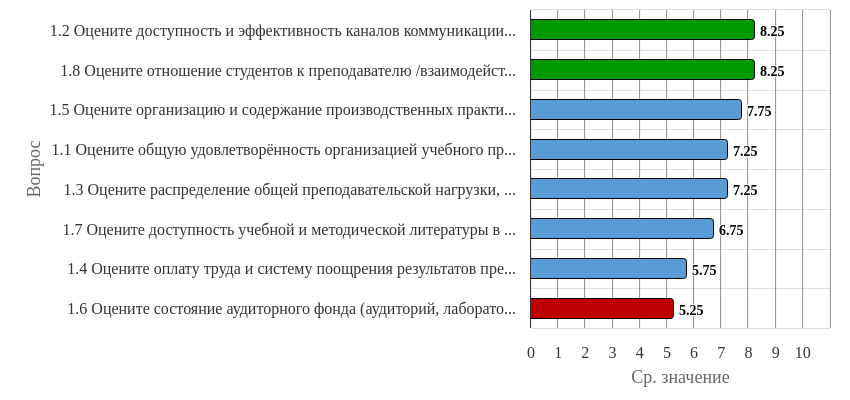 1.2 Оцените доступность и эффективность каналов коммуникации... 8.25
1.8 Оцените отношение студентов к преподавателю /взаимодейст... 8.25
1.5 Оцените организацию и содержание производственных практи... 7.75
1.1 Оцените общую удовлетворённость организацией учебного пр... 7.25
1.3 Оцените распределение общей преподавательской нагрузки, ... 7.25
1.7 Оцените доступность учебной и методической литературы в ... 6.75
1.4 Оцените оплату труда и систему поощрения результатов пре... 5.75
1.6 Оцените состояние аудиторного фонда (аудиторий, лаборато... 5.25
Вопрос
0 1 2 3 4 5 6 7 8 9 10
Ср. значение